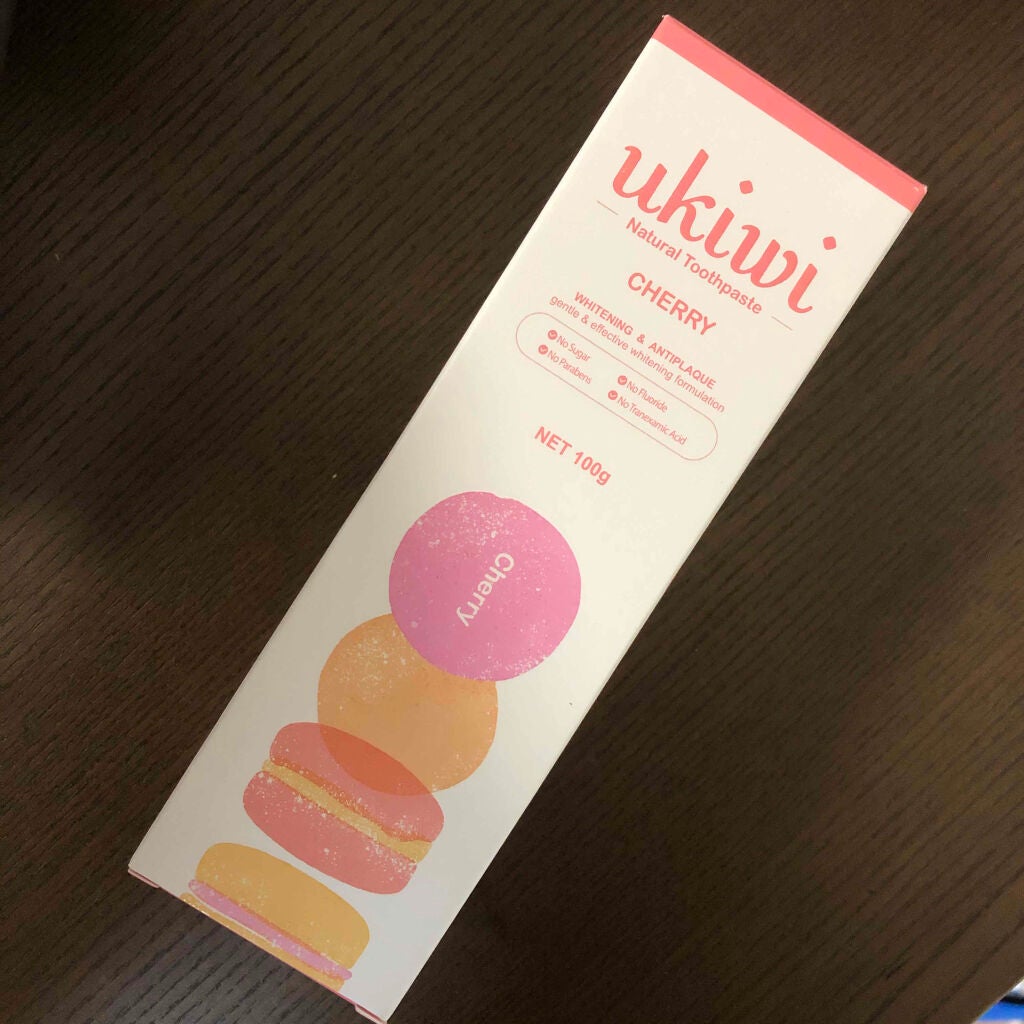 ukiwi
Natural Toothpaste
CHERRY
WHITENING & ANTIPLAQUE
gentle & effective whitening formulation
No Sugar No Fluoride
No Parabens No Tranexamic Acid
NET 100g
Cherry